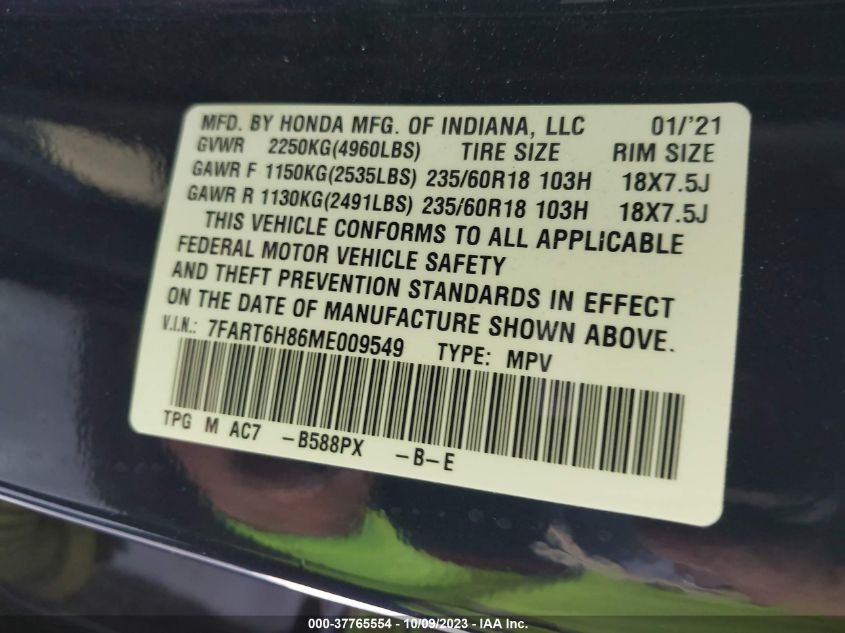 MFD. BY HONDA MFG. OF INDIANA, LLC 01/'21
GVWR 2250KG(4960LBS) TIRE SIZE RIM SIZE
GAWR F 1150KG(2535LBS) 235/60R18 103H 18X7.5J
GAWR R 1130KG(2491LBS) 235/60R18 103H 18X7.5J
THIS VEHICLE CONFORMS TO ALL APPLICABLE
FEDERAL MOTOR VEHICLE SAFETY
AND THEFT PREVENTION STANDARDS IN EFFECT
ON THE DATE OF MANUFACTURE SHOWN ABOVE.
V.I.N.: 7FART6H86ME009549 TYPE: MPV
TPG M AC7 -B588PX -B-E
000-37765554 - 10/09/2023 - IAA Inc.